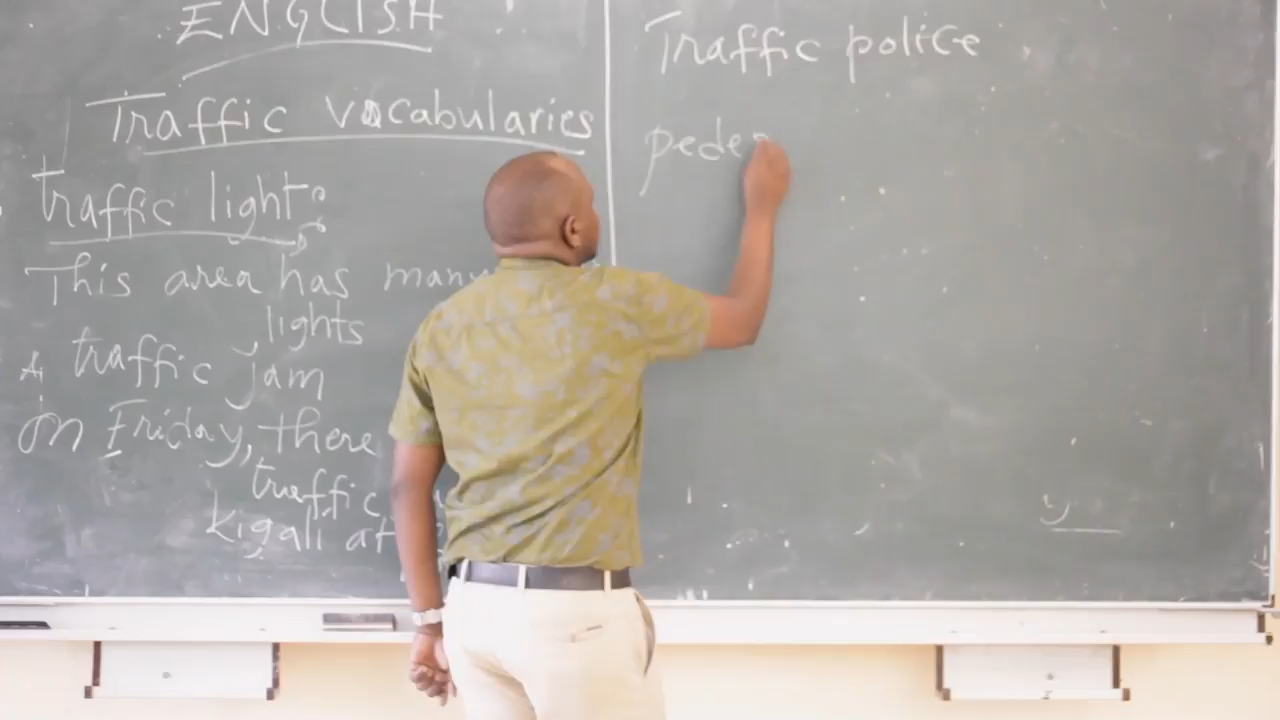 ENGLISH
Traffic vocabularies
traffic lights
This area has many
lights
traffic jam
On Friday, there
traffic
Kigali at
Traffic police
pede